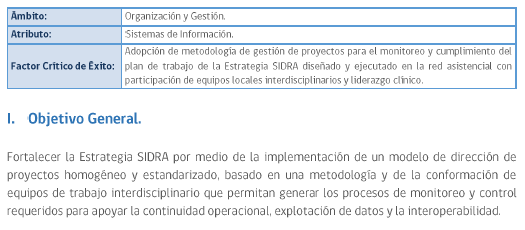 Ámbito: Organización y Gestión.
Atributo: Sistemas de Información.
Adopción de metodología de gestión de proyectos para el monitoreo y cumplimiento del
Factor Crítico de Éxito: plan de trabajo de la Estrategia SIDRA diseñado y ejecutado en la red asistencial con
participación de equipos locales interdisciplinarios y liderazgo clínico.
I. Objetivo General.
Fortalecer la Estrategia SIDRA por medio de la implementación de un modelo de dirección de
proyectos homogéneo y estandarizado, basado en una metodología y de la conformación de
equipos de trabajo interdisciplinario que permitan generar los procesos de monitoreo y control
requeridos para apoyar la continuidad operacional, explotación de datos y la interoperabilidad.